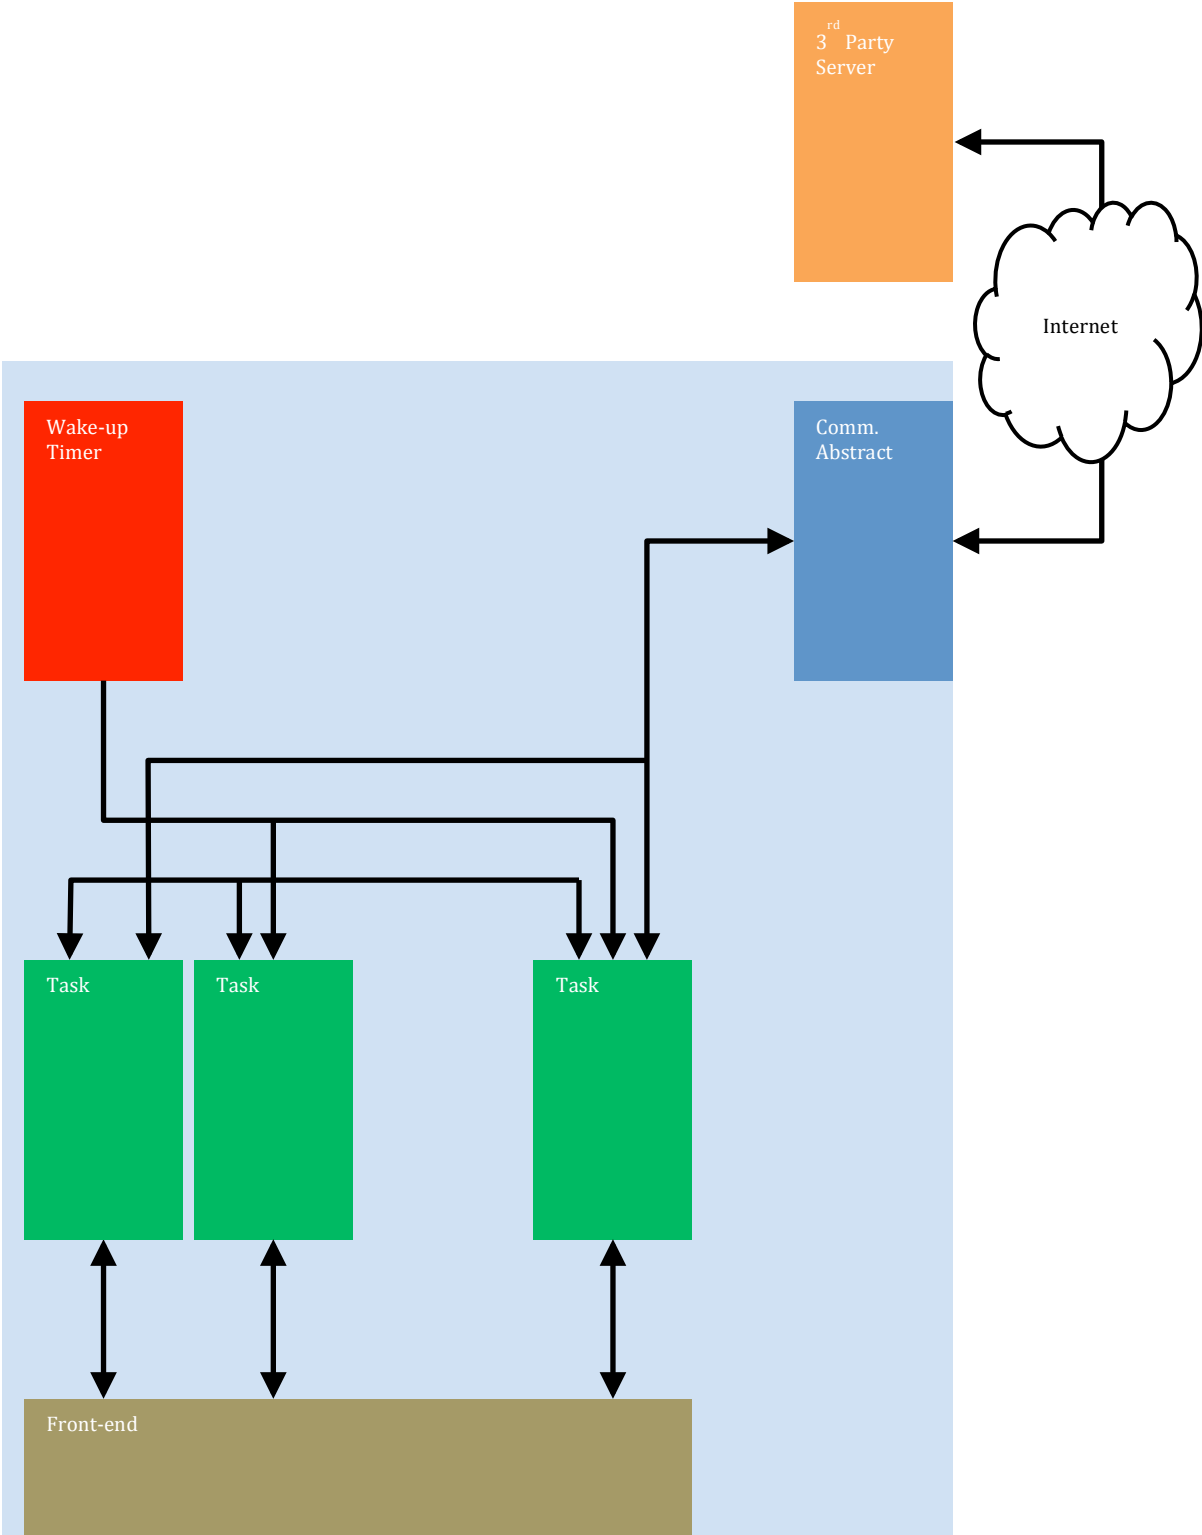 3rd Party
Server
Internet
Wake-up
Timer
Comm.
Abstract
Task
Task
Task
Front-end